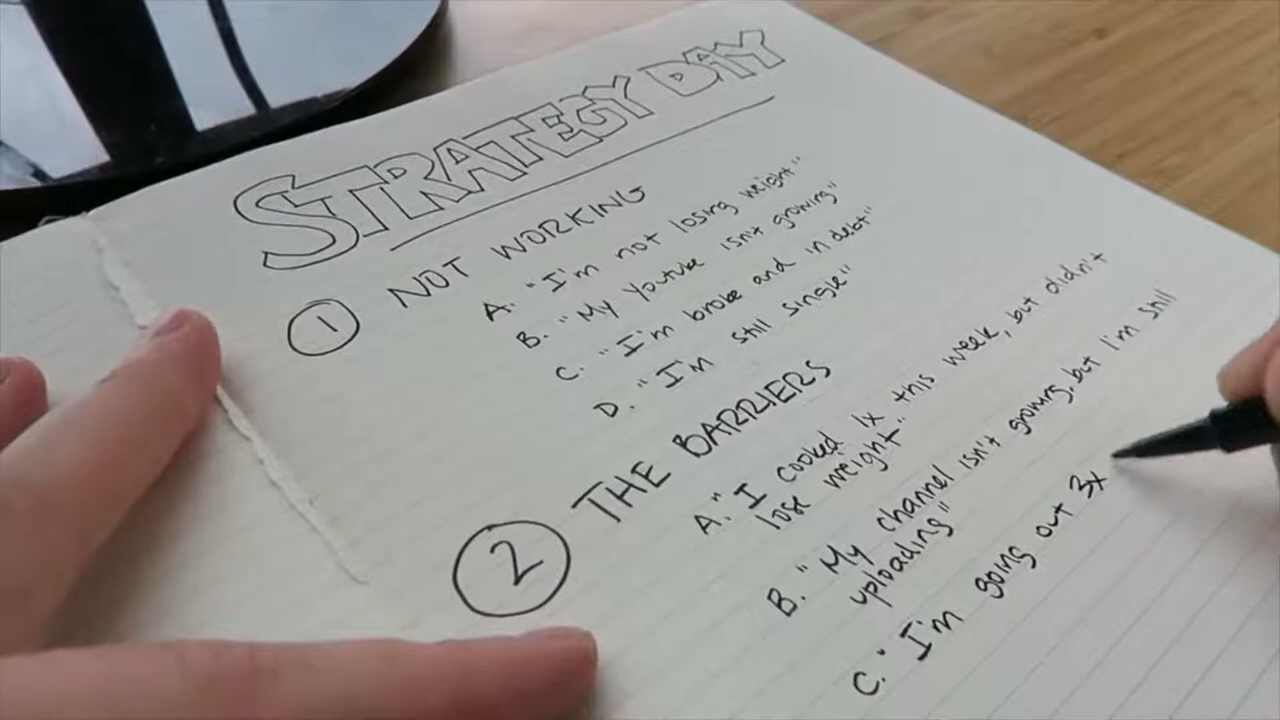 STRATEGY DAY
1 NOT WORKING
A. "I'm not losing weight"
B. "My Youtube isn't growing"
C. "I'm broke and in debt"
D. "I'm still single"
2 THE BARRIERS
A. "I cooked 1x this week, but didn't
lose weight"
B. "My channel isn't growing, but I'm still
uploading"
C. "I'm going out 3x